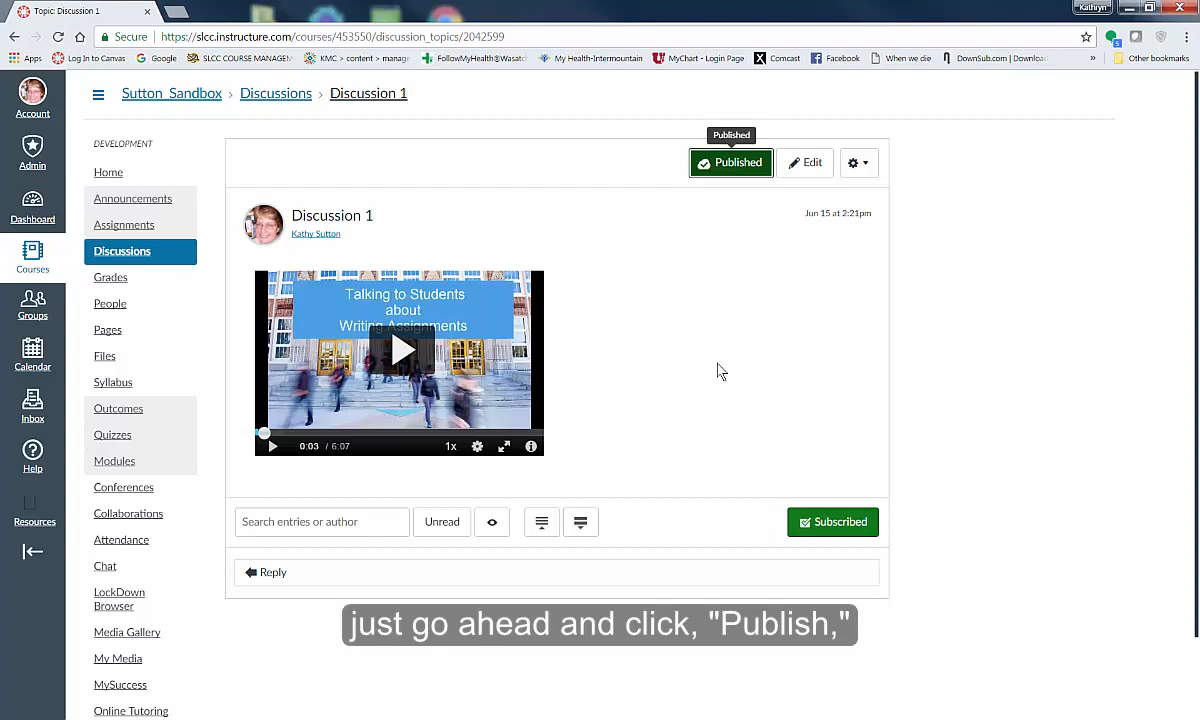 Topic: Discussion 1
Kathryn
Secure
https://slcc.instructure.com/courses/453550/discussion_topics/2042599
Apps
Log In to Canvas
Google
SLCC COURSE MANAGEM
KMC > content > manage
FollowMyHealth®Wasatc
My Health-Intermountain
MyChart - Login Page
Comcast
Facebook
When we die
DownSub.com | Downloa
»
Other bookmarks
Account
Admin
Dashboard
Courses
Groups
Calendar
Inbox
Help
Resources
Sutton_Sandbox > Discussions > Discussion 1
DEVELOPMENT
Home
Announcements
Assignments
Discussions
Grades
People
Pages
Files
Syllabus
Outcomes
Quizzes
Modules
Conferences
Collaborations
Attendance
Chat
LockDown
Browser
Media Gallery
My Media
MySuccess
Online Tutoring
Published
Published
Edit
Discussion 1
Kathy Sutton
Jun 15 at 2:21pm
Talking to Students
about
Writing Assignments
0:03 / 6:07
1x
Search entries or author
Unread
Subscribed
Reply
just go ahead and click, "Publish,"